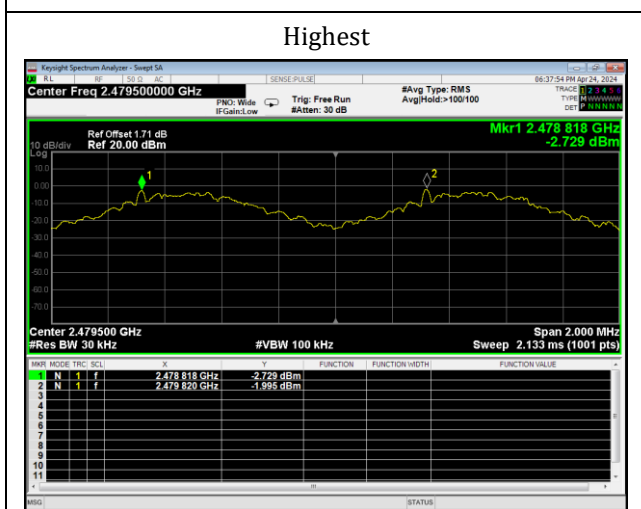 Highest
Keysight Spectrum Analyzer - Swept SA
RL RF 50 Ω AC SENSE:PULSE 06:37:54 PM Apr 24, 2024
Center Freq 2.479500000 GHz
PNO: Wide
IFGain:Low
Trig: Free Run
#Atten: 30 dB
#Avg Type: RMS
Avg|Hold:>100/100
TRACE 1 2 3 4 5 6
TYPE M WWWWW
DET P N N N N N
Ref Offset 1.71 dB
Ref 20.00 dBm
10 dB/div
Log
Mkr1 2.478 818 GHz
-2.729 dBm
10.0
0.00
-10.0
-20.0
-30.0
-40.0
-50.0
-60.0
-70.0
1
2
Center 2.479500 GHz Span 2.000 MHz
#Res BW 30 kHz #VBW 100 kHz Sweep 2.133 ms (1001 pts)
MKR MODE TRC SCL X Y FUNCTION FUNCTION WIDTH FUNCTION VALUE
1 N 1 f 2.478 818 GHz -2.729 dBm
2 N 1 f 2.479 820 GHz -1.995 dBm
3
4
5
6
7
8
9
10
11
MSG STATUS